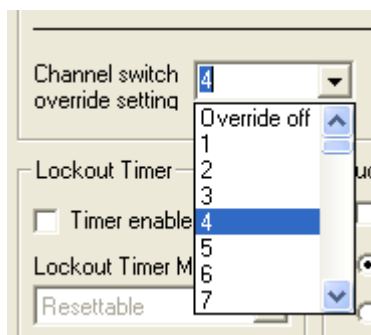 Channel switch
override setting
4
Override off
1
2
3
4
5
6
7
Lockout Timer
Timer enable
Lockout Timer M
Resettable